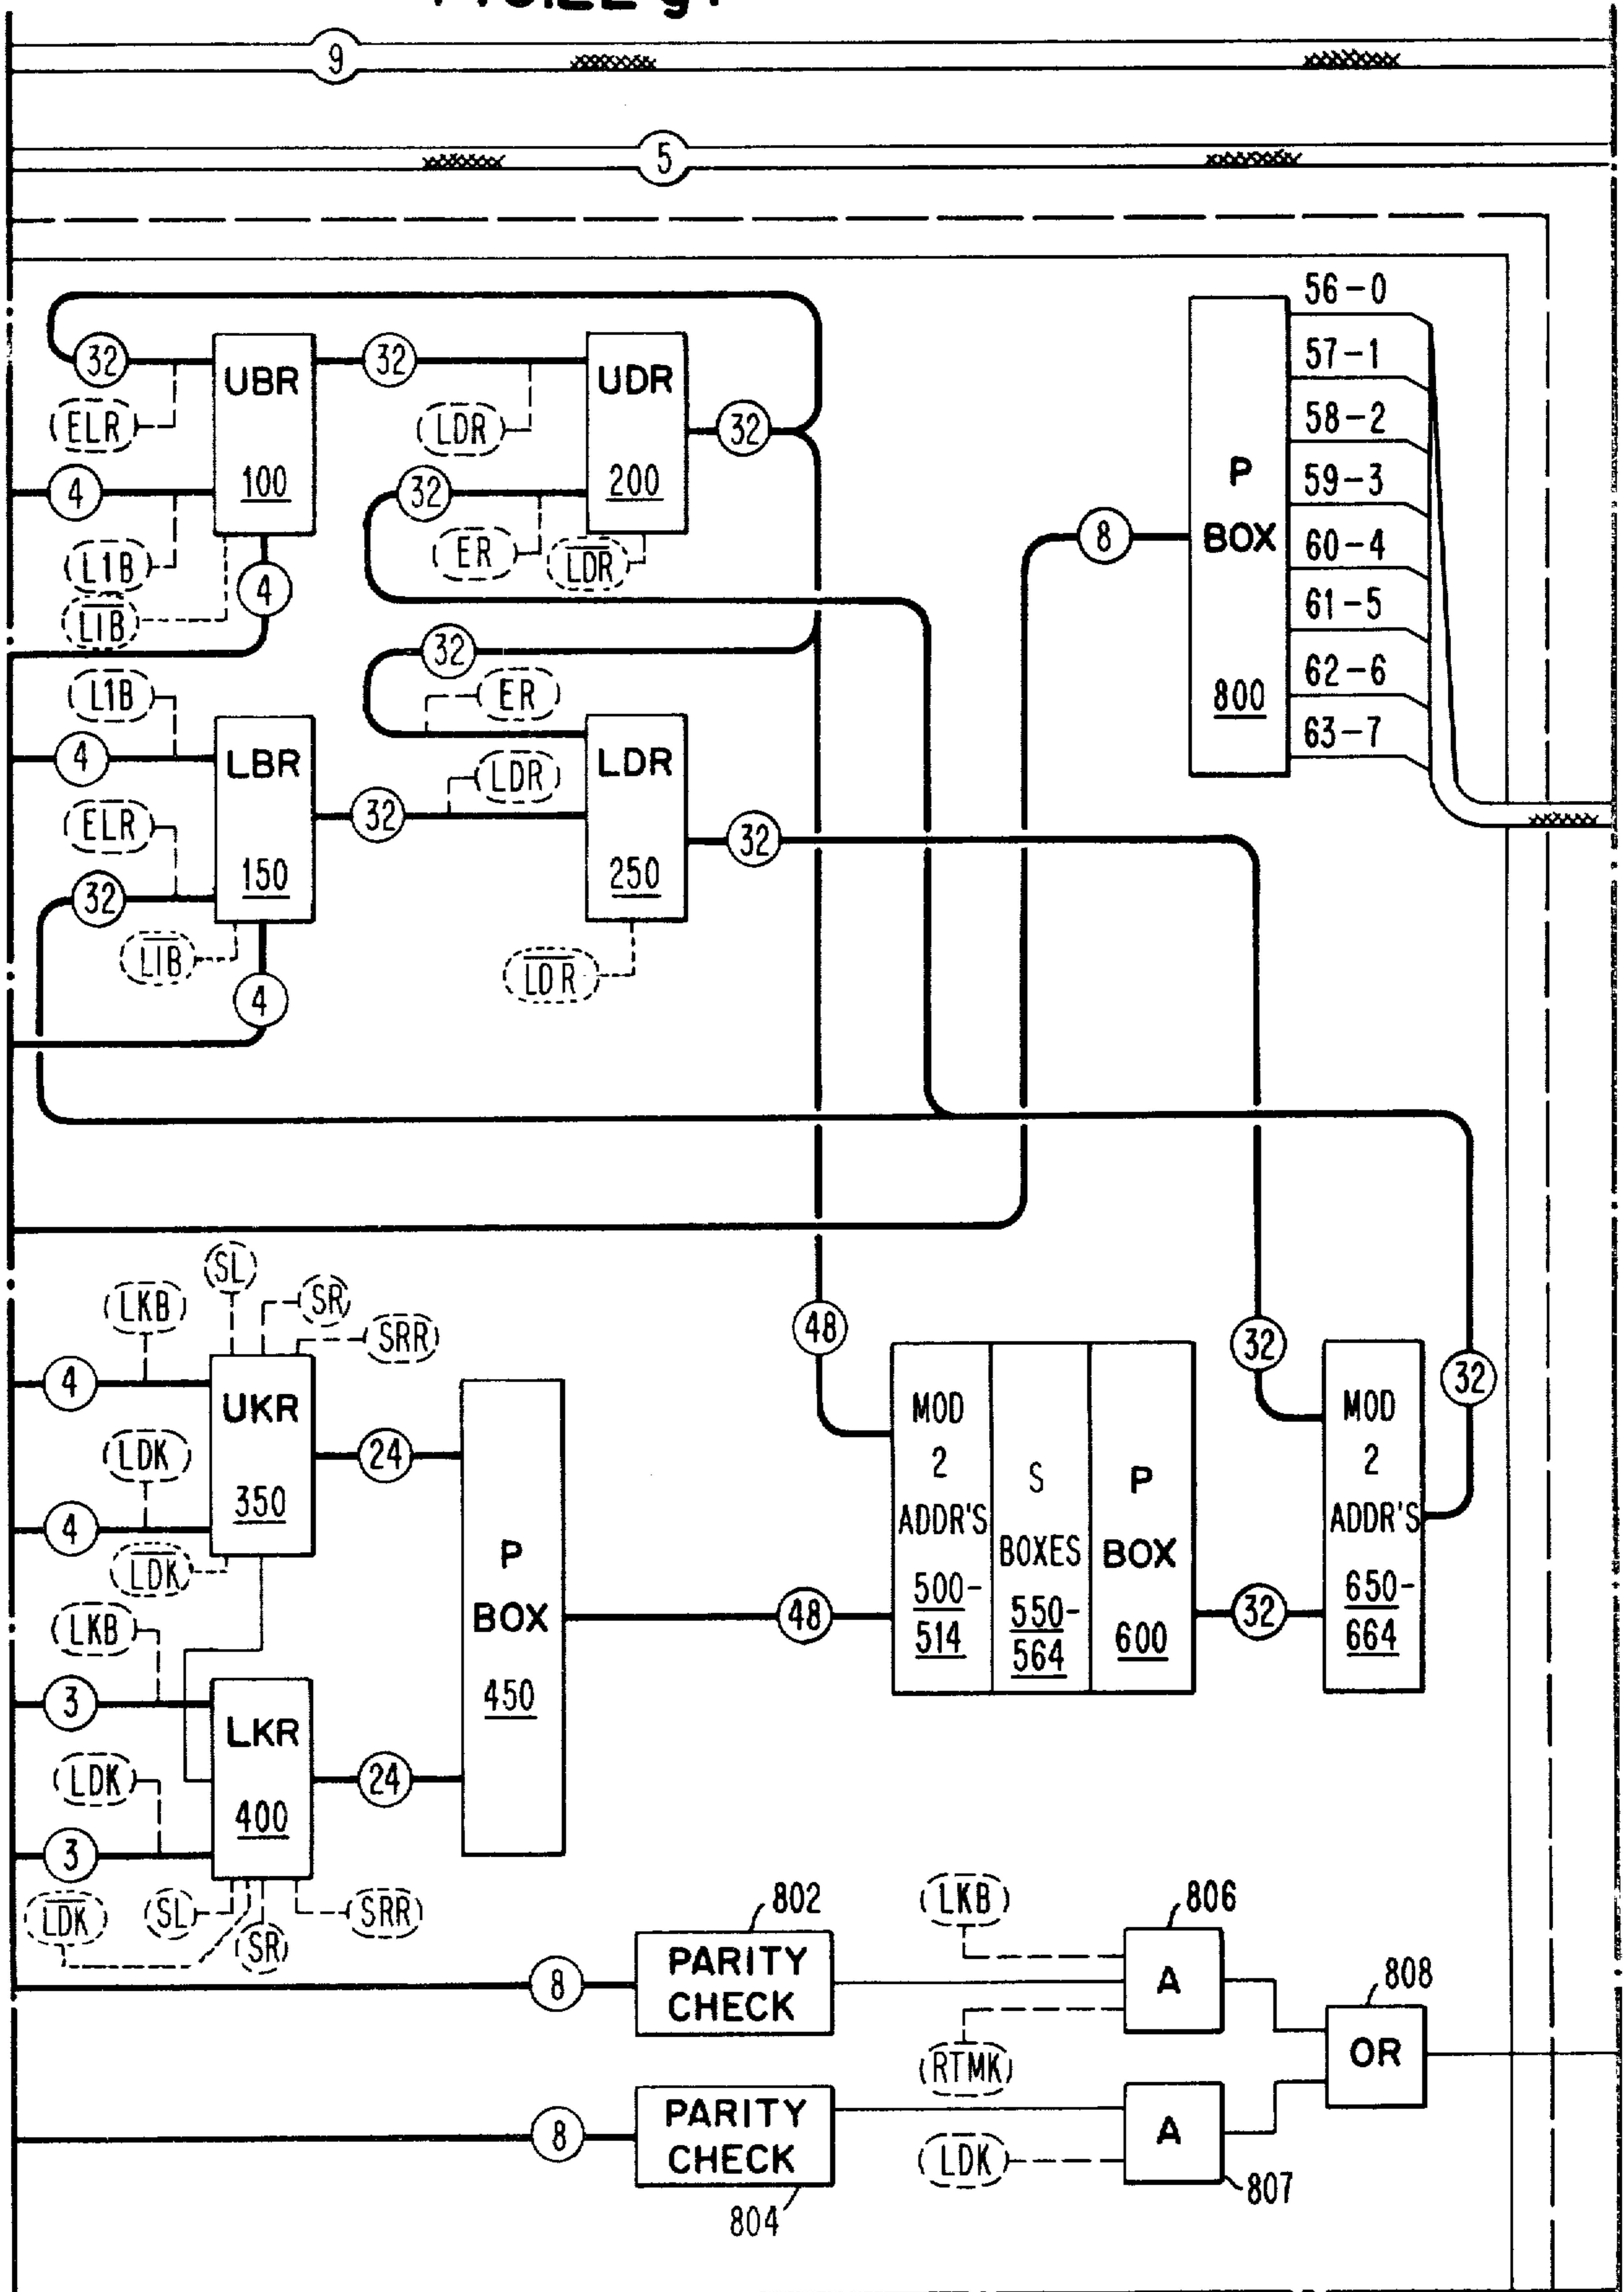 9
5
32
UBR
100
32
UDR
200
32
ELR
LDR
4
L1B
L1B
4
32
ER
LDR
8
P
BOX
800
56-0
57-1
58-2
59-3
60-4
61-5
62-6
63-7
32
L1B
ER
4
LBR
150
LDR
LDR
250
ELR
32
32
32
L1B
4
LDR
SL
SR
SRR
LKB
4
UKR
350
24
LDK
4
LDK
P
BOX
450
48
48
MOD
2
ADDR'S
500-
514
S
BOXES
550-
564
P
BOX
600
32
32
MOD
2
ADDR'S
650-
664
32
LKB
3
LKR
400
24
LDK
3
LDK
SL
SR
SRR
8
802
PARITY
CHECK
LKB
RTMK
806
A
808
OR
8
PARITY
CHECK
804
LDK
A
807